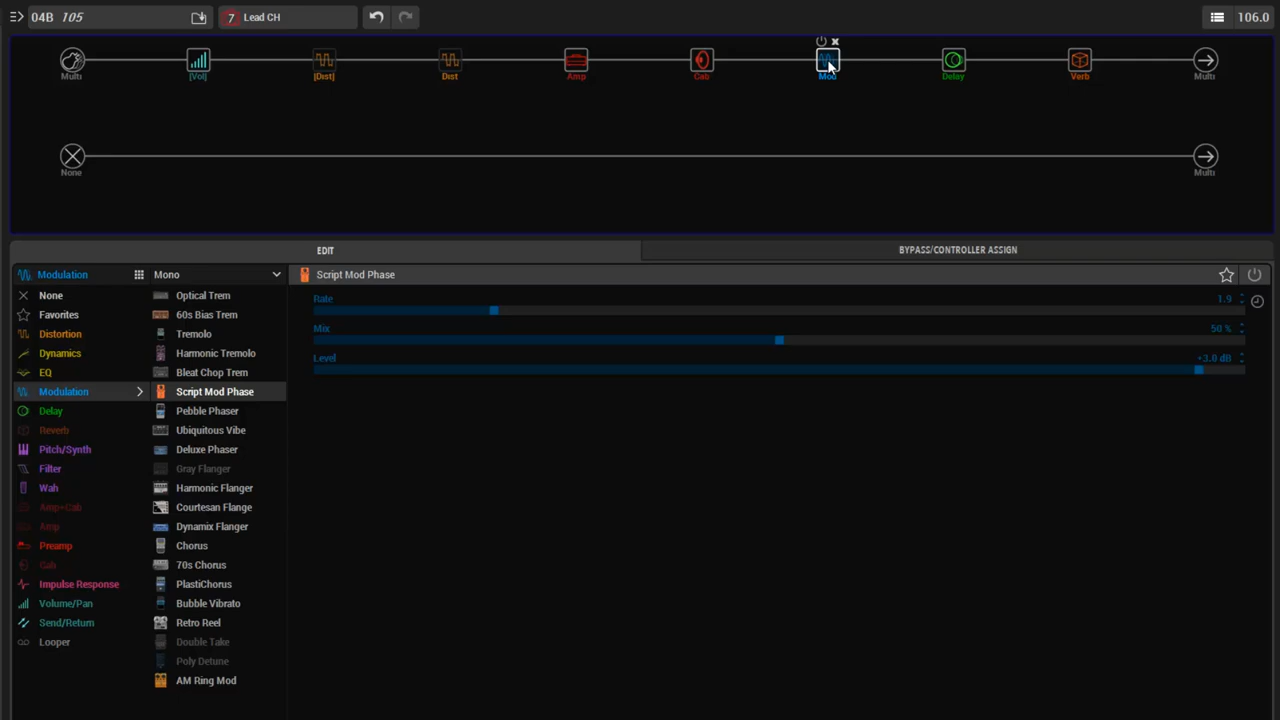 04B 105
7 Lead CH
106.0
Multi
|Vol|
|Dist|
Dist
Amp
Cab
Mod
Delay
Verb
Multi
None
Multi
EDIT
BYPASS/CONTROLLER ASSIGN
Modulation
Mono
Script Mod Phase
None
Favorites
Distortion
Dynamics
EQ
Modulation
Delay
Reverb
Pitch/Synth
Filter
Wah
Amp+Cab
Amp
Preamp
Cab
Impulse Response
Volume/Pan
Send/Return
Looper
Optical Trem
60s Bias Trem
Tremolo
Harmonic Tremolo
Bleat Chop Trem
Script Mod Phase
Pebble Phaser
Ubiquitous Vibe
Deluxe Phaser
Gray Flanger
Harmonic Flanger
Courtesan Flange
Dynamix Flanger
Chorus
70s Chorus
PlastiChorus
Bubble Vibrato
Retro Reel
Double Take
Poly Detune
AM Ring Mod
Rate 1.9
Mix 50 %
Level +3.0 dB